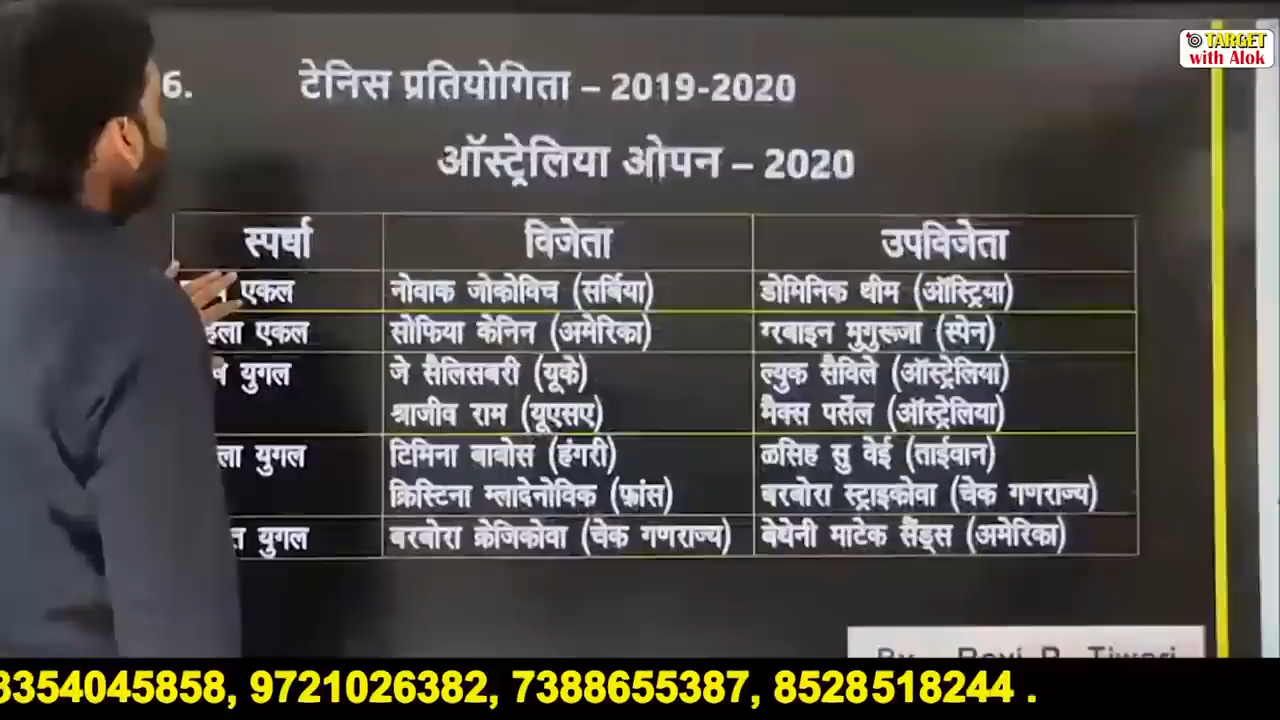 TARGET
with Alok
6. टेनिस प्रतियोगिता – 2019-2020
ऑस्ट्रेलिया ओपन – 2020
स्पर्धा विजेता उपविजेता
एकल नोवाक जोकोविच (सर्बिया) डोमिनिक थीम (ऑस्ट्रिया)
एकल सोफिया केनिन (अमेरिका) गरबाइन मुगुरूजा (स्पेन)
युगल जे सैलिसबरी (यूके) ल्युक सैविले (ऑस्ट्रेलिया)
श्राजीव राम (यूएसए) मैक्स पर्सेल (ऑस्ट्रेलिया)
युगल टिमिना बाबोस (हंगरी) ळसिह सु वेई (ताईवान)
क्रिस्टिना म्लादेनोविक (फ्रांस) बरबोरा स्ट्राइकोवा (चेक गणराज्य)
युगल बरबोरा क्रेजिकोवा (चेक गणराज्य) बेथेनी माटेक सैंड्स (अमेरिका)
8354045858, 9721026382, 7388655387, 8528518244 .